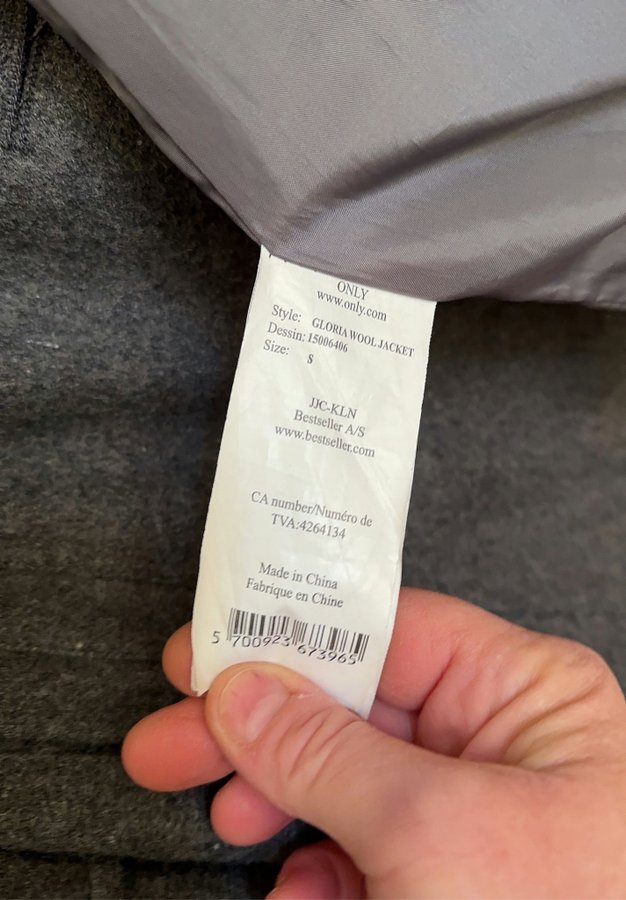 ONLY
www.only.com
Style: GLORIA WOOL JACKET
Dessin: 15006406
Size: S
JJC-KLN
Bestseller A/S
www.bestseller.com
CA number/Numéro de
TVA:4264134
Made in China
Fabrique en Chine
5 700923 673965